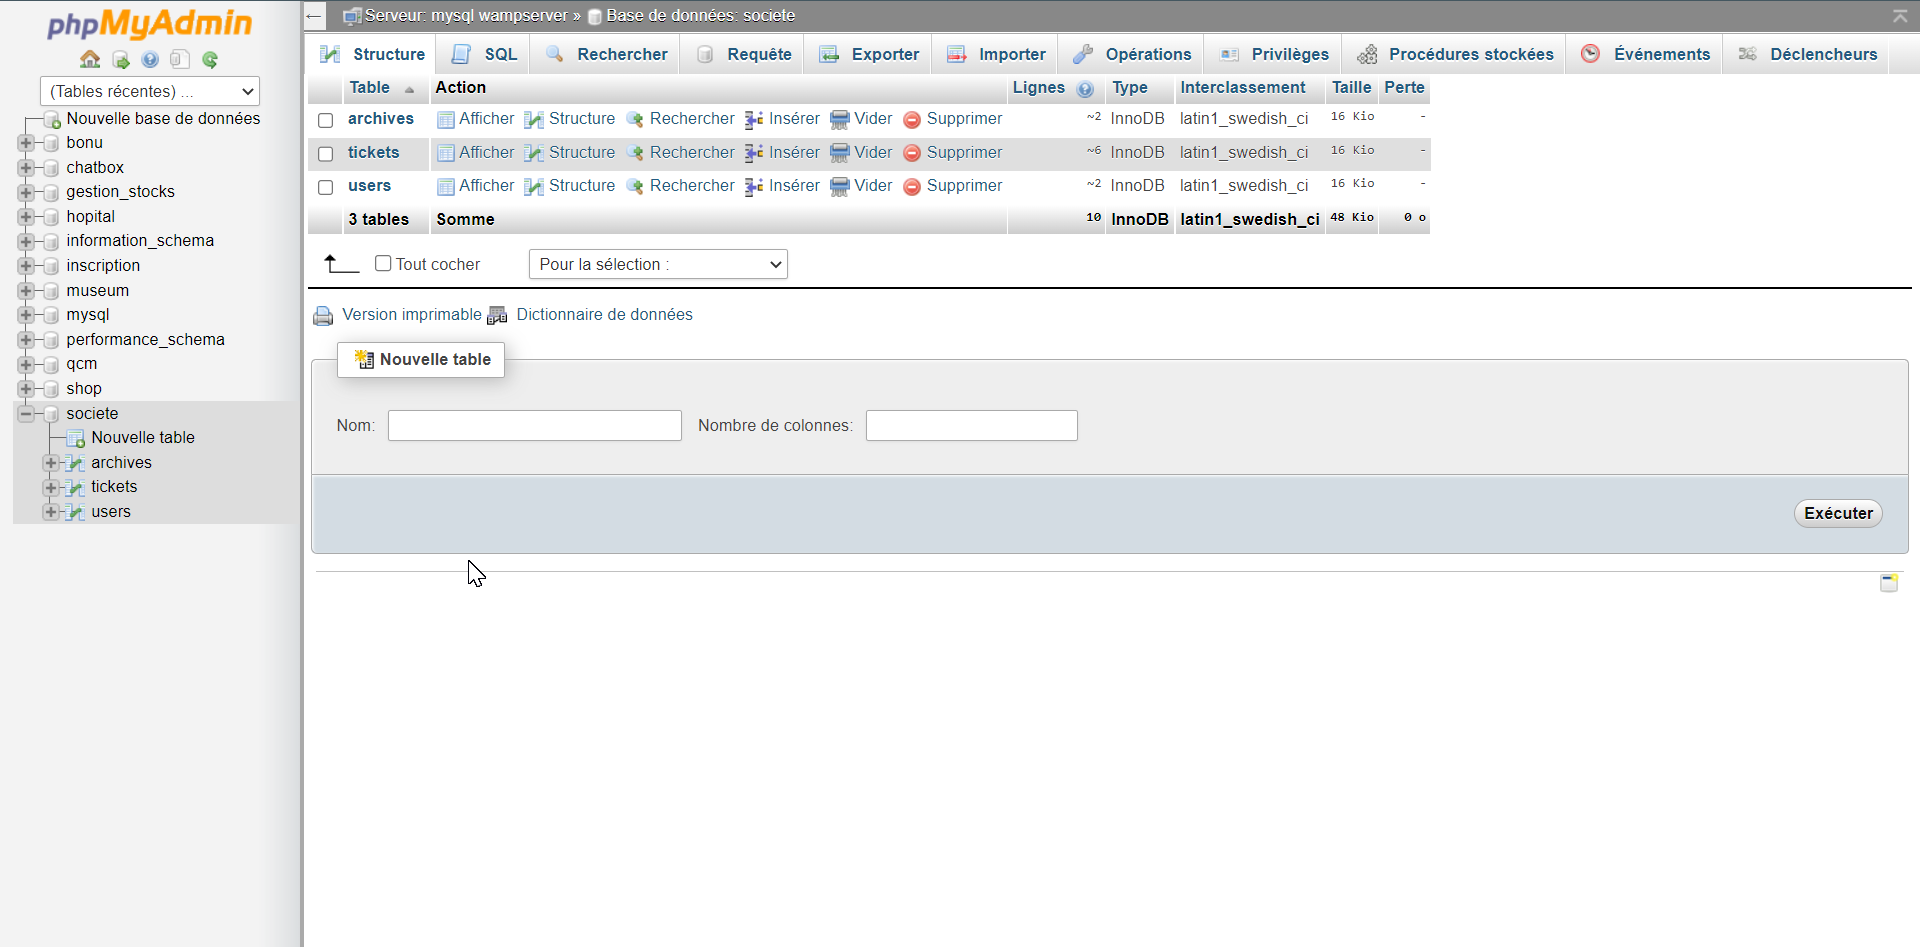 phpMyAdmin
(Tables récentes) ...
Nouvelle base de données
bonu
chatbox
gestion_stocks
hopital
information_schema
inscription
museum
mysql
performance_schema
qcm
shop
societe
Nouvelle table
archives
tickets
users
Serveur: mysql wampserver » Base de données: societe
Structure SQL Rechercher Requête Exporter Importer Opérations Privilèges Procédures stockées Événements Déclencheurs
Table Action Lignes Type Interclassement Taille Perte
archives Afficher Structure Rechercher Insérer Vider Supprimer ~2 InnoDB latin1_swedish_ci 16 Kio -
tickets Afficher Structure Rechercher Insérer Vider Supprimer ~6 InnoDB latin1_swedish_ci 16 Kio -
users Afficher Structure Rechercher Insérer Vider Supprimer ~2 InnoDB latin1_swedish_ci 16 Kio -
3 tables Somme 10 InnoDB latin1_swedish_ci 48 Kio 0 o
Tout cocher Pour la sélection :
Version imprimable Dictionnaire de données
Nouvelle table
Nom: Nombre de colonnes:
Exécuter